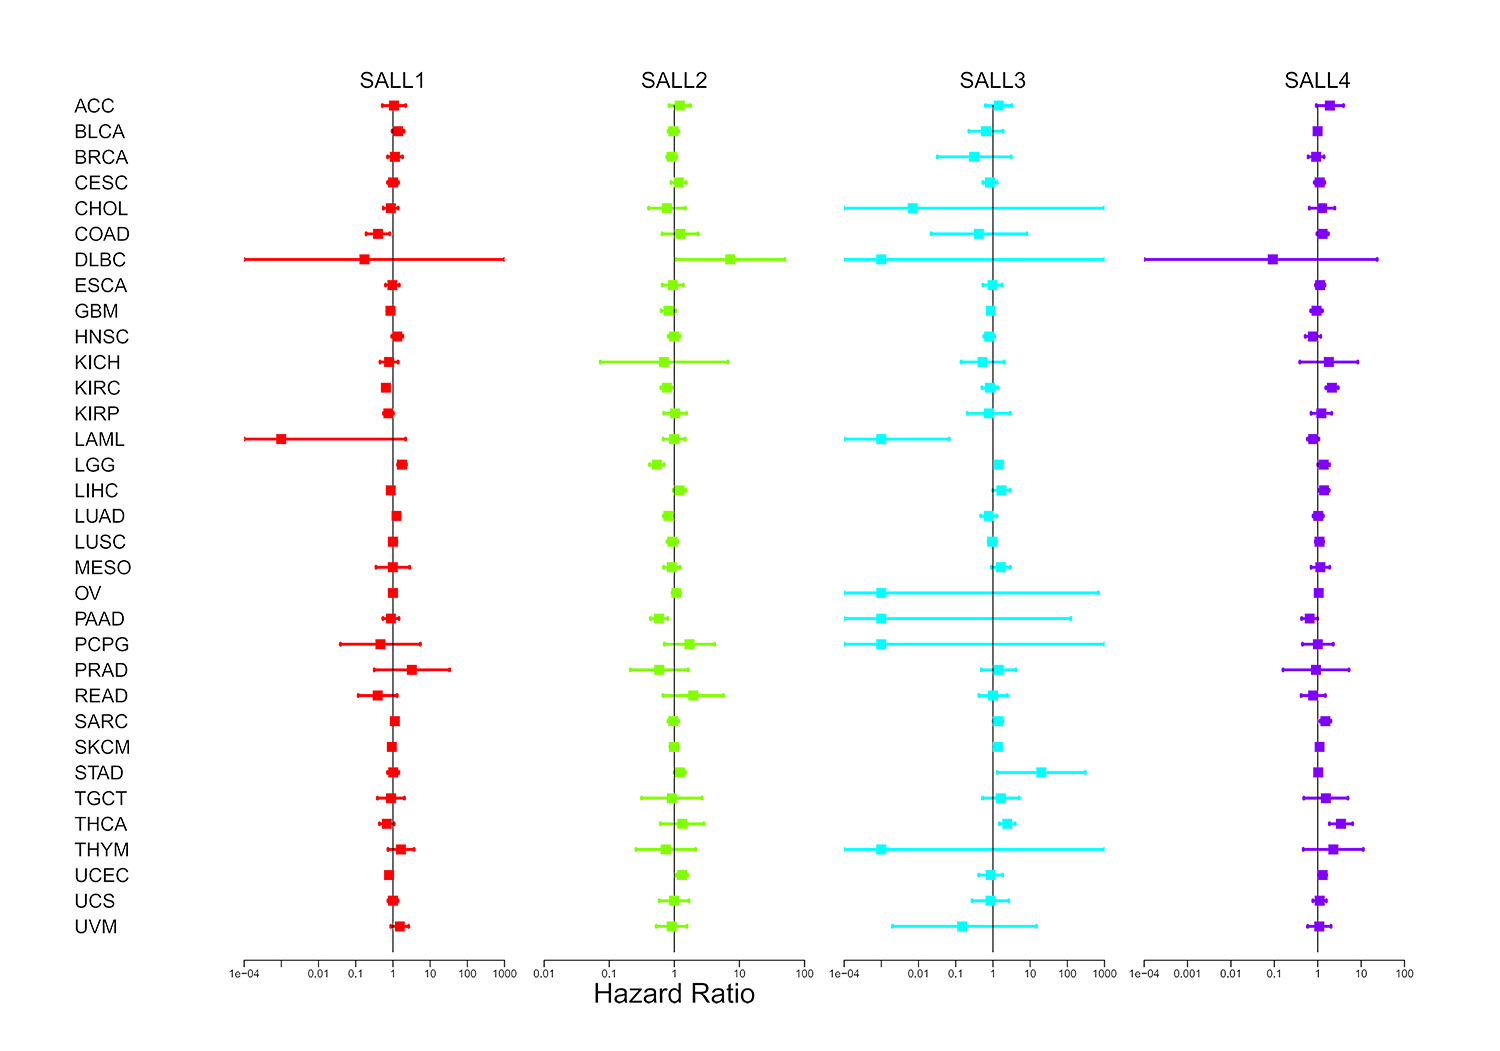 SALL1 SALL2 SALL3 SALL4
ACC
BLCA
BRCA
CESC
CHOL
COAD
DLBC
ESCA
GBM
HNSC
KICH
KIRC
KIRP
LAML
LGG
LIHC
LUAD
LUSC
MESO
OV
PAAD
PCPG
PRAD
READ
SARC
SKCM
STAD
TGCT
THCA
THYM
UCEC
UCS
UVM
1e−04 0.01 0.1 1 10 100 1000 0.01 0.1 1 10 100 1e−04 0.01 0.1 1 10 100 1000 1e−04 0.001 0.01 0.1 1 10 100
Hazard Ratio